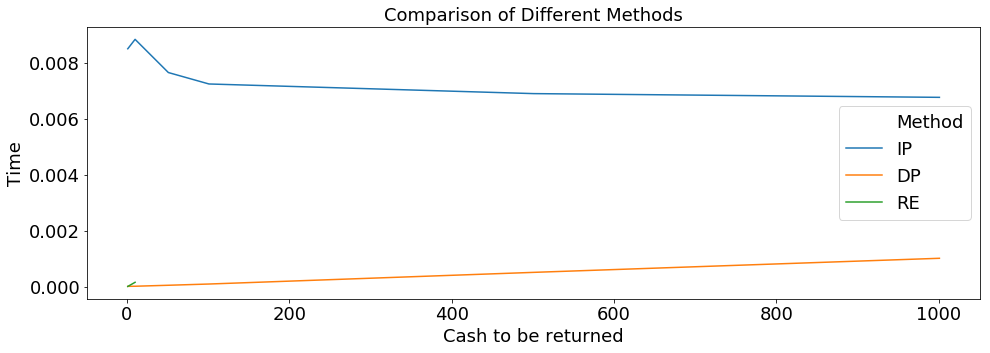 Comparison of Different Methods
0.008
0.006
0.004
0.002
0.000
Time
Method
IP
DP
RE
0 200 400 600 800 1000
Cash to be returned